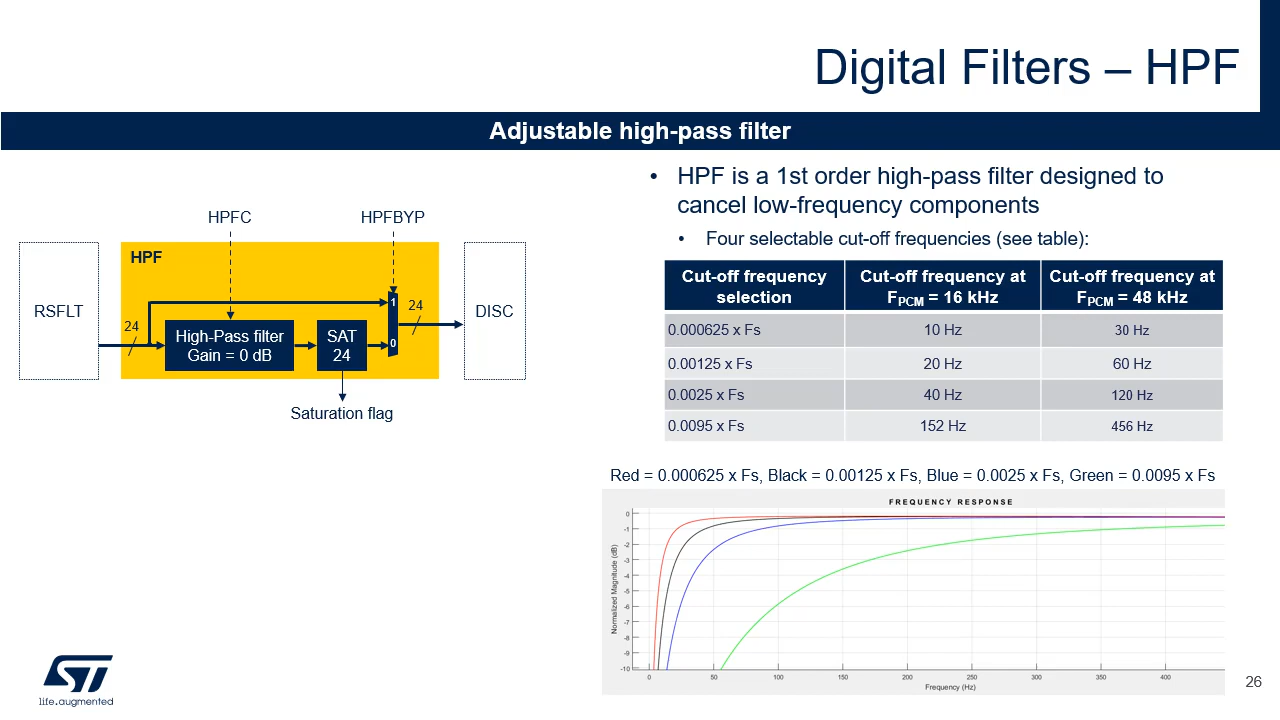 Digital Filters – HPF
Adjustable high-pass filter
HPFC
HPFBYP
HPF
RSFLT
24
High-Pass filter
Gain = 0 dB
SAT
24
1
0
24
DISC
Saturation flag
• HPF is a 1st order high-pass filter designed to
cancel low-frequency components
• Four selectable cut-off frequencies (see table):
Cut-off frequency selection | Cut-off frequency at FPCM = 16 kHz | Cut-off frequency at FPCM = 48 kHz
0.000625 x Fs | 10 Hz | 30 Hz
0.00125 x Fs | 20 Hz | 60 Hz
0.0025 x Fs | 40 Hz | 120 Hz
0.0095 x Fs | 152 Hz | 456 Hz
Red = 0.000625 x Fs, Black = 0.00125 x Fs, Blue = 0.0025 x Fs, Green = 0.0095 x Fs
FREQUENCY RESPONSE
Normalized Magnitude (dB)
0
-1
-2
-3
-4
-5
-6
-7
-8
-9
-10
0 50 100 150 200 250 300 350 400
Frequency (Hz)
ST
life.augmented
26